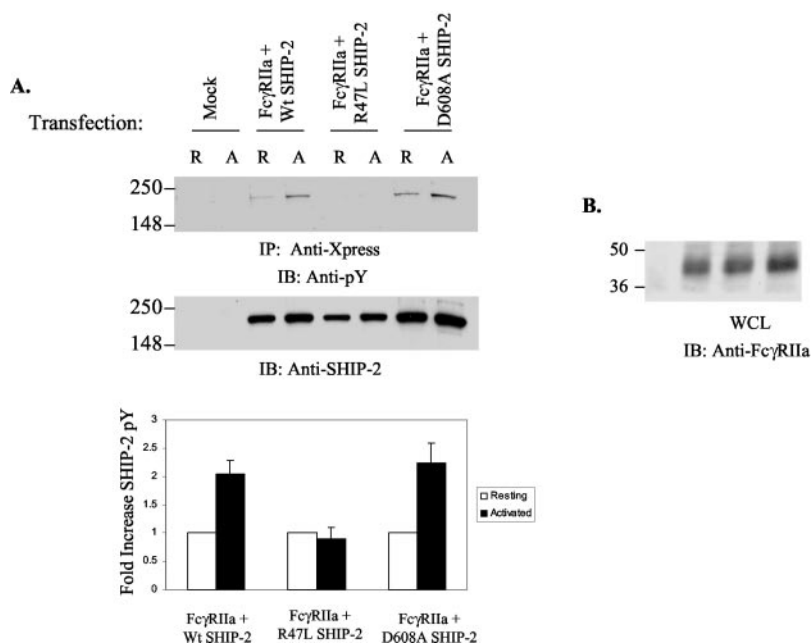 A.
Transfection:
Mock
FcγRIIa +
Wt SHIP-2
FcγRIIa +
R47L SHIP-2
FcγRIIa +
D608A SHIP-2
R A R A R A R A
250
148
IP: Anti-Xpress
IB: Anti-pY
250
148
IB: Anti-SHIP-2
B.
50
36
WCL
IB: Anti-FcγRIIa
Fold Increase SHIP-2 pY
3
2.5
2
1.5
1
0.5
0
Resting
Activated
FcγRIIa +
Wt SHIP-2
FcγRIIa +
R47L SHIP-2
FcγRIIa +
D608A SHIP-2